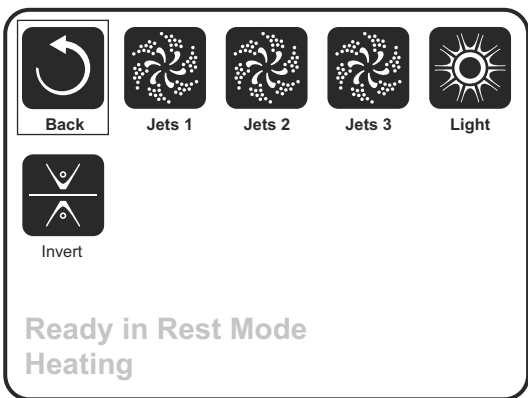 Back
Jets 1
Jets 2
Jets 3
Light
Invert
Ready in Rest Mode
Heating